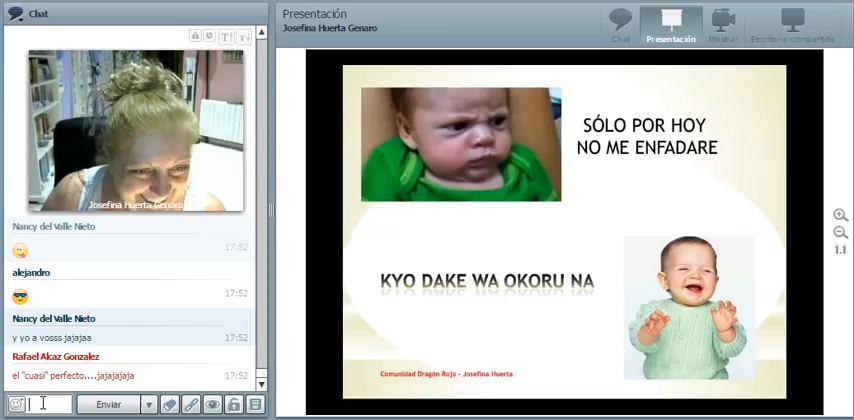 Chat
Josefina Huerta Genaro
Nancy del Valle Nieto
17:52
alejandro
17:52
Nancy del Valle Nieto
y yo a vosss jajajaa
17:52
Rafael Alcaz Gonzalez
el "cuasi" perfecto....jajajajaja
17:52
Enviar
Presentación
Josefina Huerta Genaro
Chat
Presentación
Mostrar
Escritorio compartido
SÓLO POR HOY
NO ME ENFADARE
KYO DAKE WA OKORU NA
Comunidad Dragón Rojo - Josefina Huerta
1.1